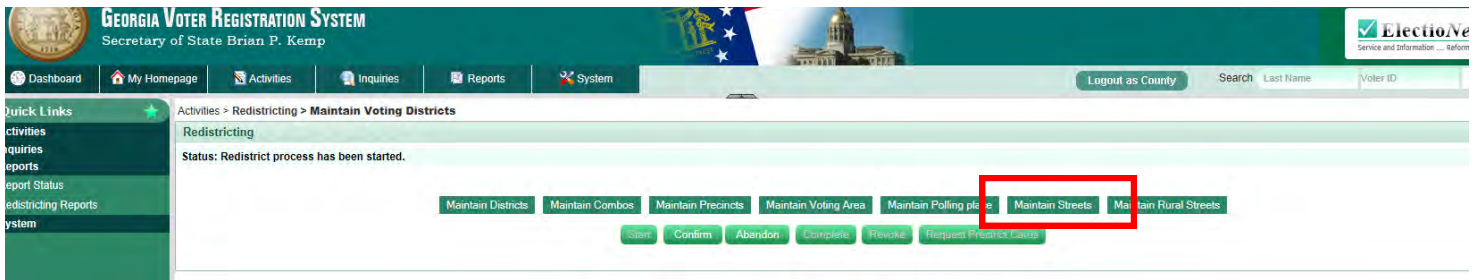 GEORGIA VOTER REGISTRATION SYSTEM
Secretary of State Brian P. Kemp
ElectioNe
Service and Information .... Reform
Dashboard My Homepage Activities Inquiries Reports System
Logout as County Search Last Name Voter ID
Quick Links
Activities > Redistricting > Maintain Voting Districts
ctivities
Redistricting
nquiries
eports
Status: Redistrict process has been started.
eport Status
edistricting Reports
Maintain Districts Maintain Combos Maintain Precincts Maintain Voting Area Maintain Polling place Maintain Streets Maintain Rural Streets
ystem
Start Confirm Abandon Complete Revoke Request Precinct Cards